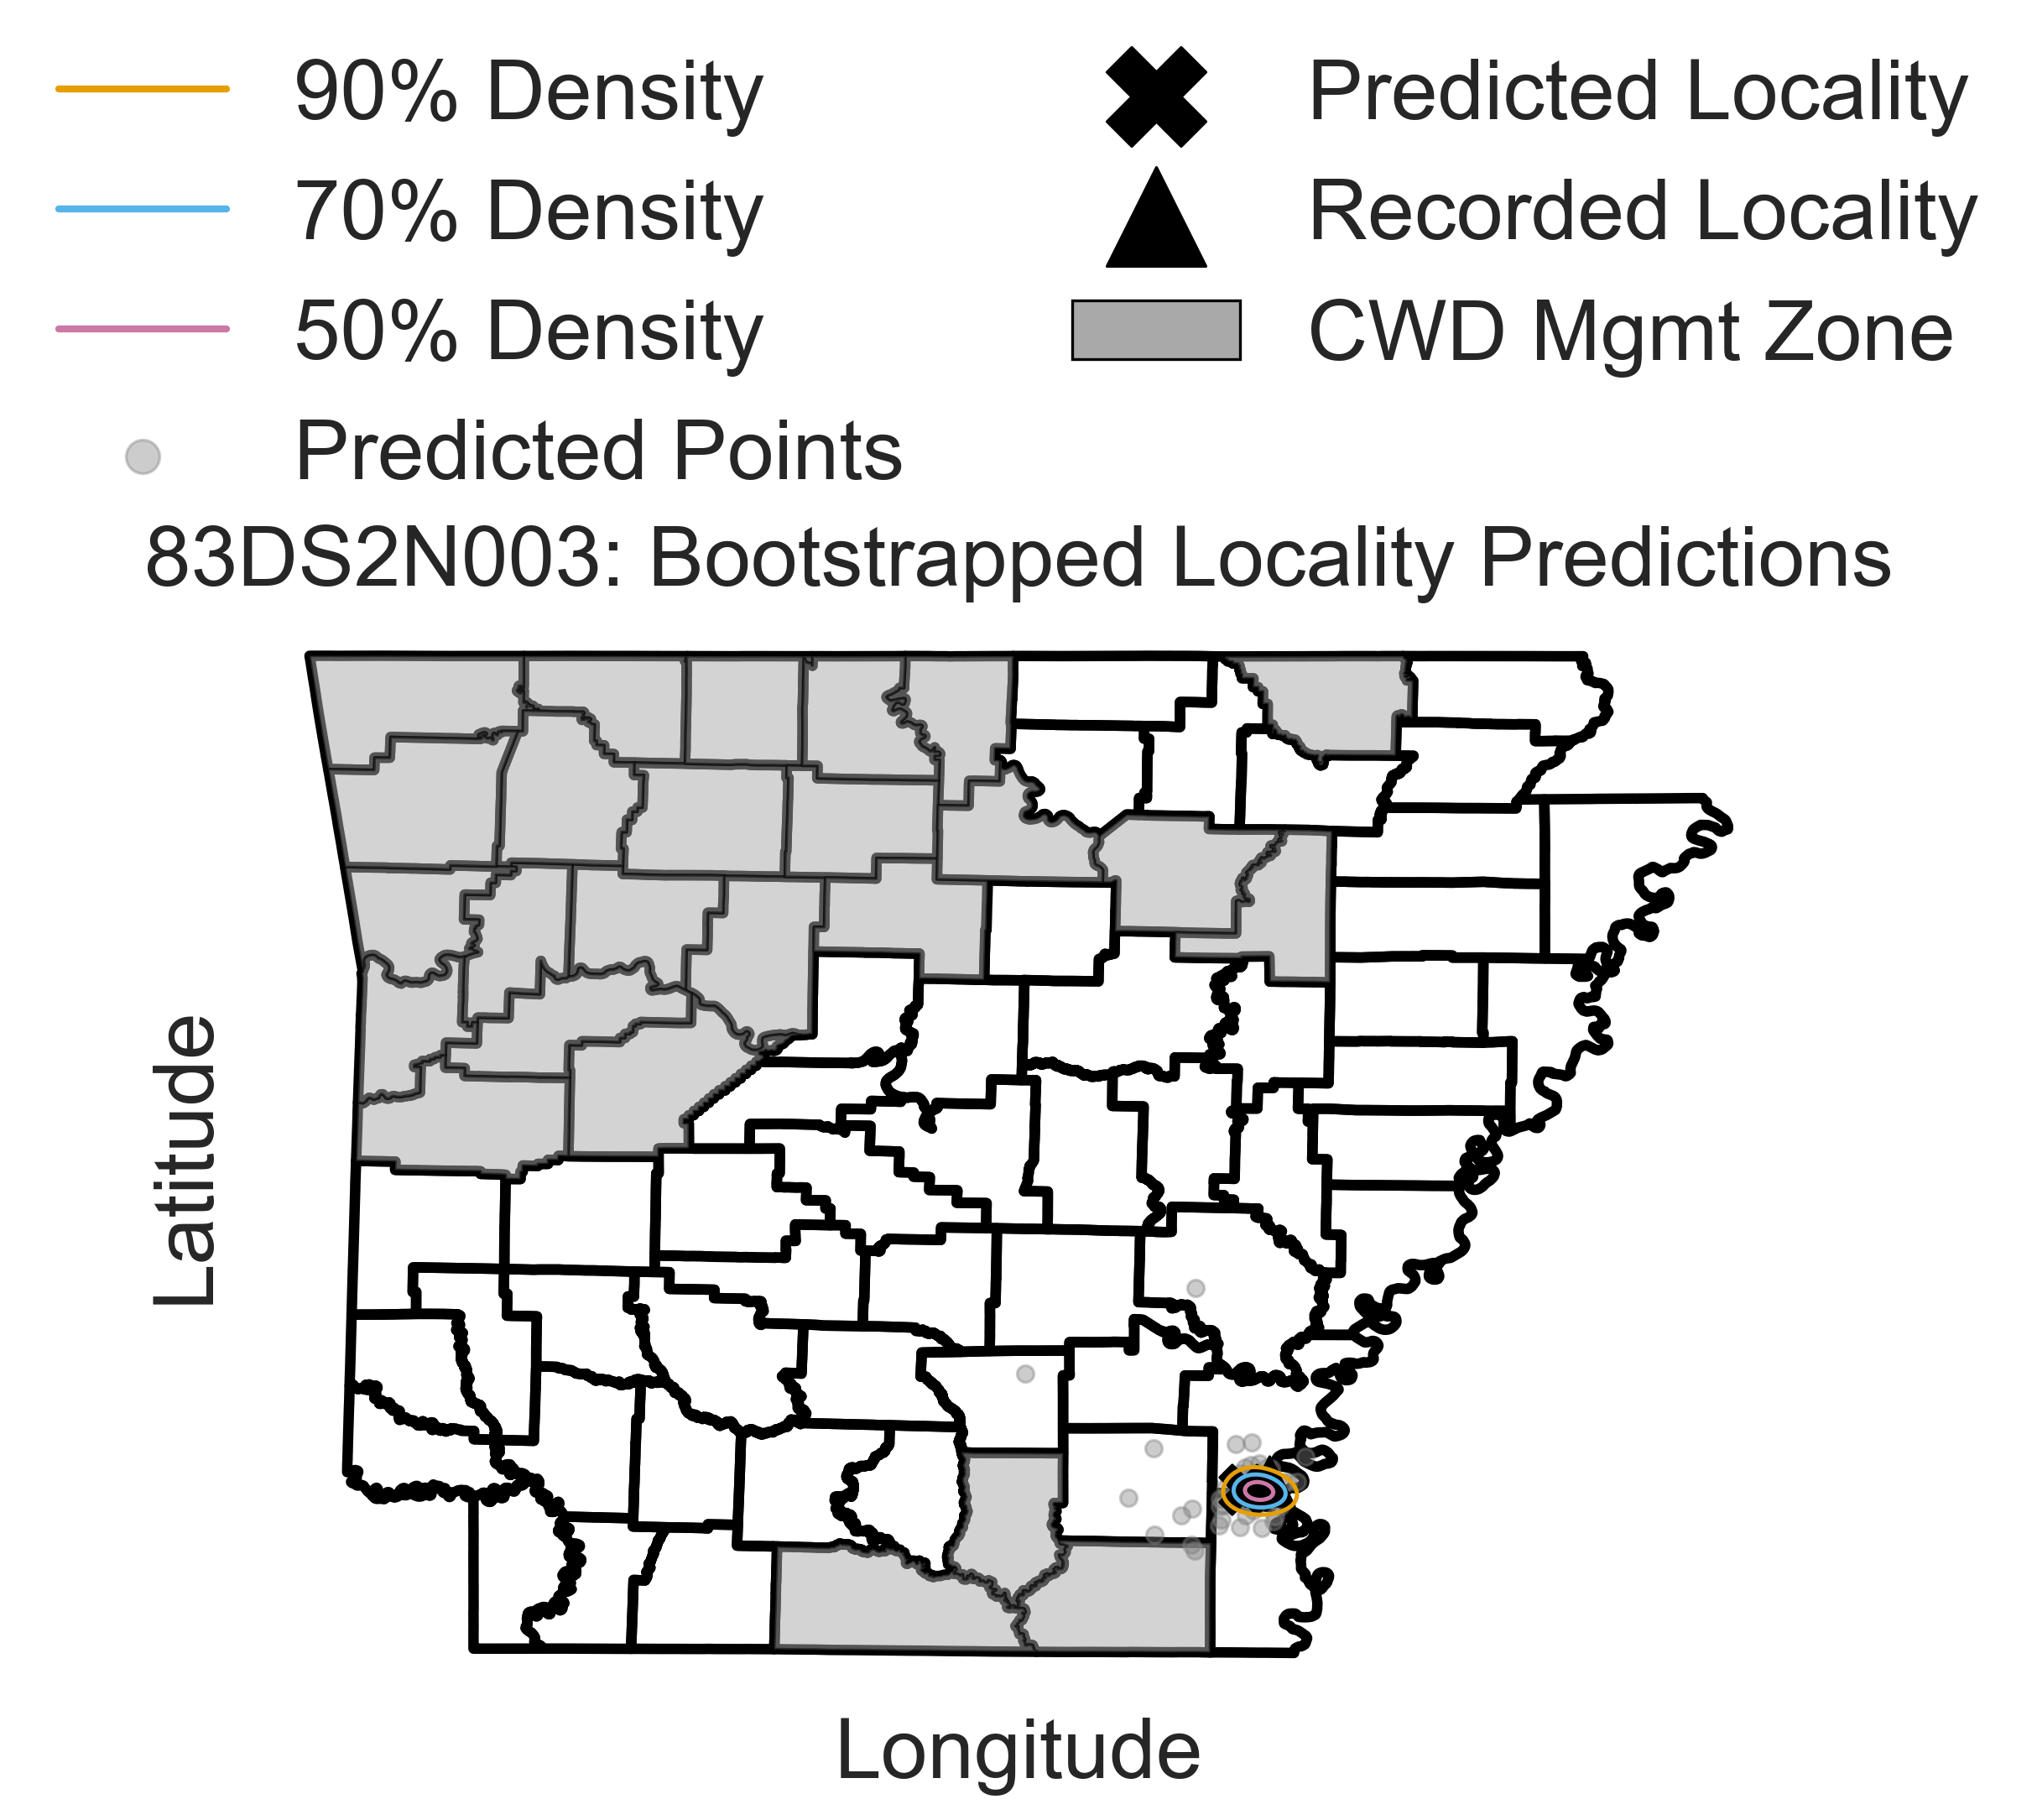 90% Density
70% Density
50% Density
Predicted Points
Predicted Locality
Recorded Locality
CWD Mgmt Zone
83DS2N003: Bootstrapped Locality Predictions
Latitude
Longitude